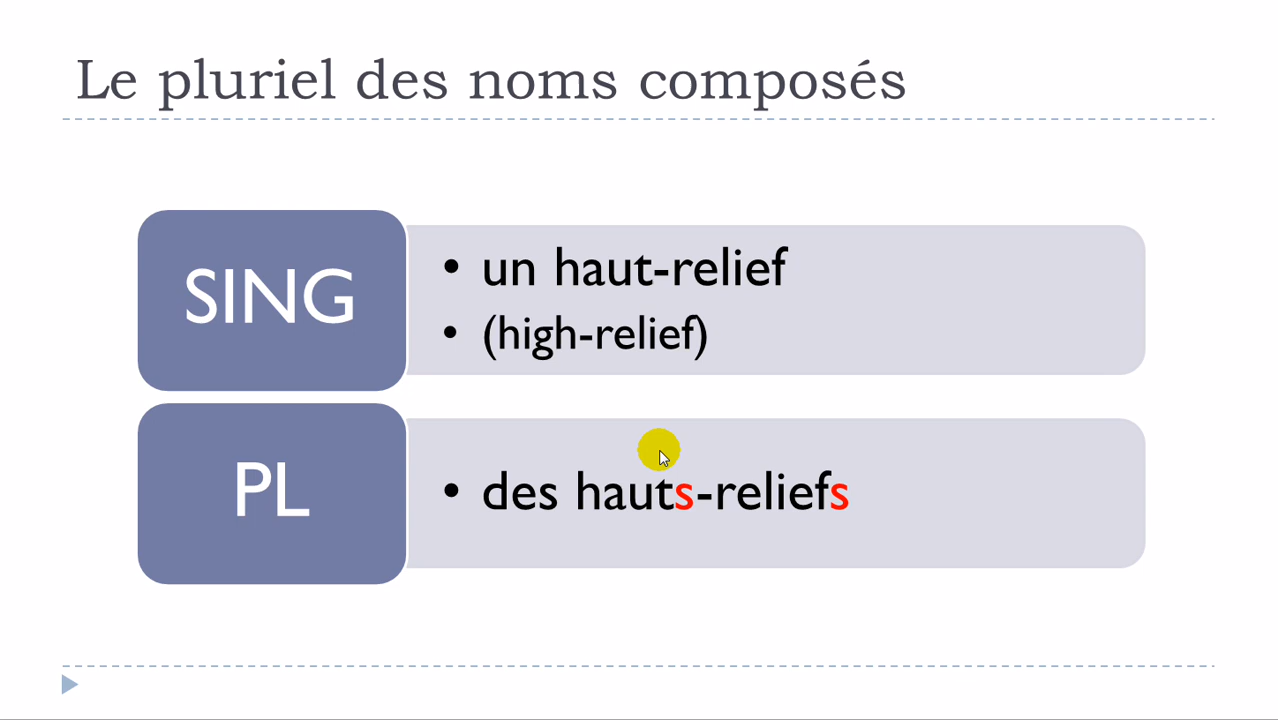 Le pluriel des noms composés
SING
• un haut-relief
• (high-relief)
PL
• des hauts-reliefs